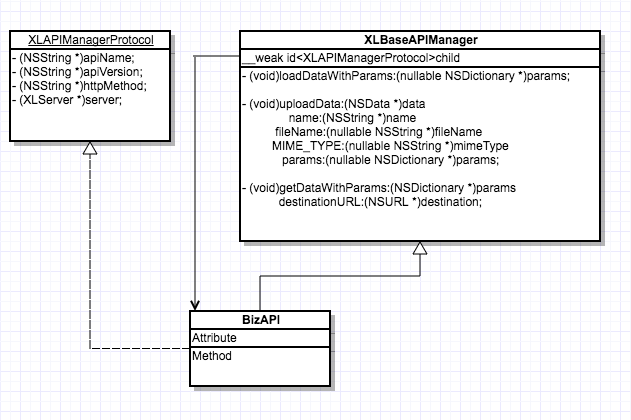 XLAPIManagerProtocol
- (NSString *)apiName;
- (NSString *)apiVersion;
- (NSString *)httpMethod;
- (XLServer *)server;
XLBaseAPIManager
__weak id<XLAPIManagerProtocol>child
- (void)loadDataWithParams:(nullable NSDictionary *)params;
- (void)uploadData:(NSData *)data
name:(NSString *)name
fileName:(nullable NSString *)fileName
MIME_TYPE:(nullable NSString *)mimeType
params:(nullable NSDictionary *)params;
- (void)getDataWithParams:(NSDictionary *)params
destinationURL:(NSURL *)destination;
BizAPI
Attribute
Method